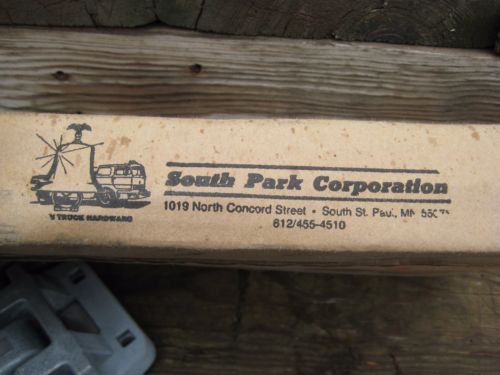 South Park Corporation
1019 North Concord Street • South St. Paul, MN
612/455-4510
TRUCK HARDWARE